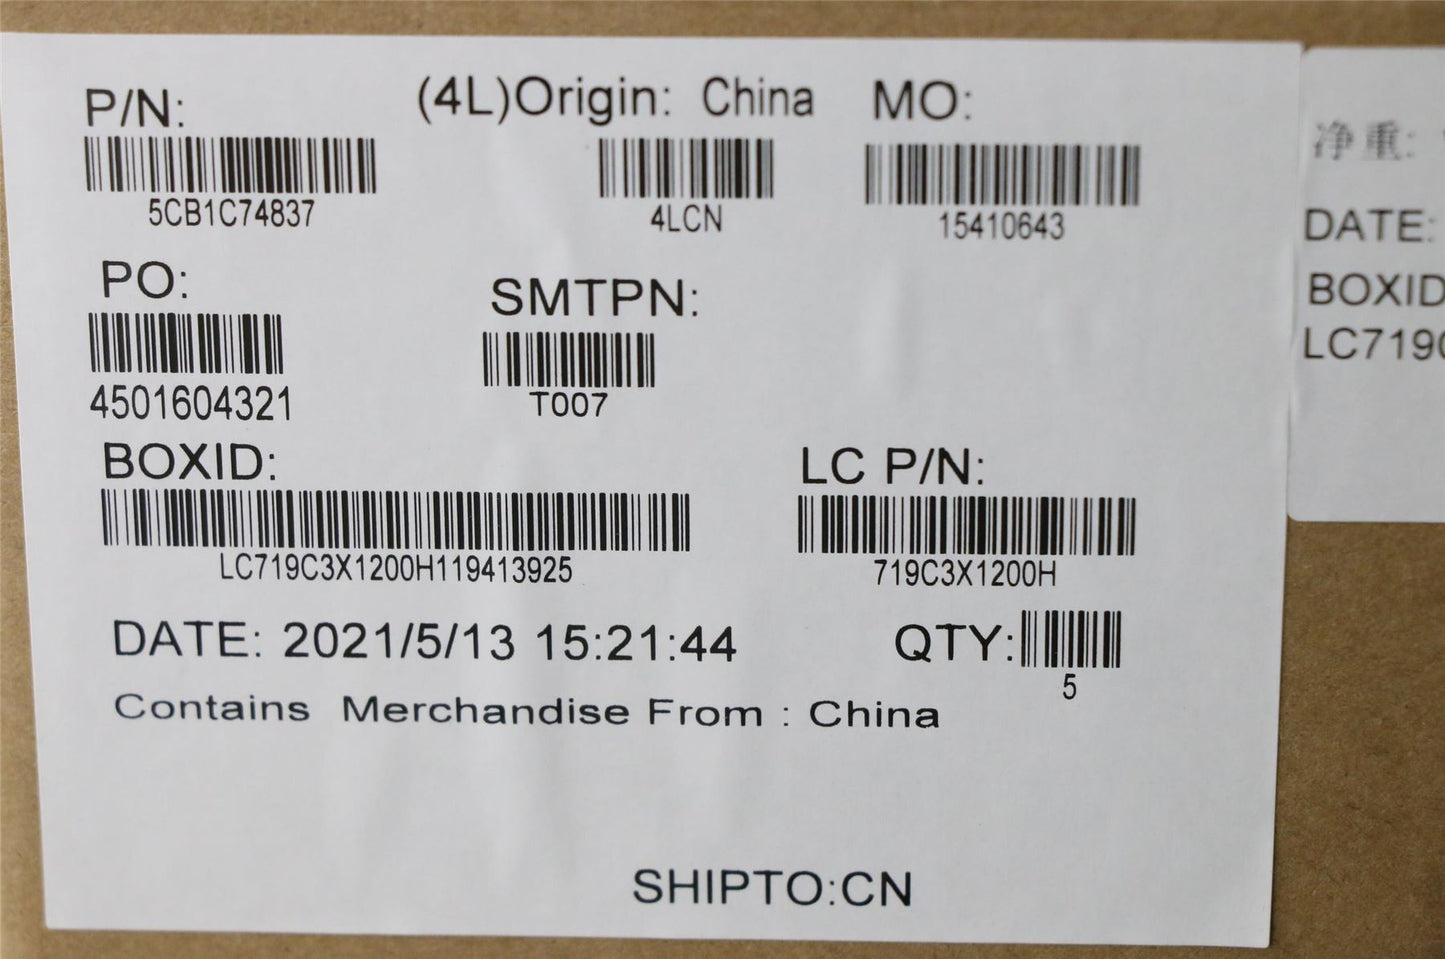 P/N:
5CB1C74837
(4L)Origin: China
4LCN
MO:
15410643
PO:
4501604321
SMTPN:
T007
BOXID:
LC719C3X1200H119413925
LC P/N:
719C3X1200H
DATE: 2021/5/13 15:21:44
QTY:
5
Contains Merchandise From : China
SHIPTO:CN
净重:
DATE:
BOXID
LC719